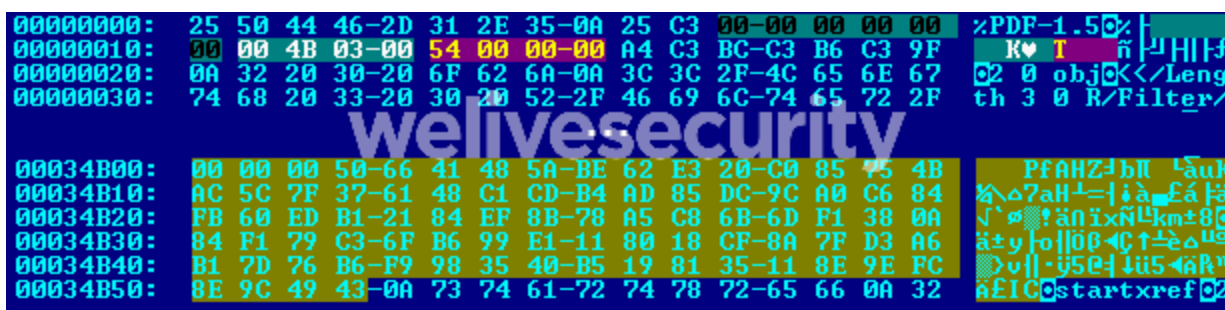 00000000: 25 50 44 46-2D 31 2E 35-0A 25 C3 00-00 00 00 00 %PDF-1.5◙%├
00000010: 00 00 4B 03-00 54 00 00-00 A4 C3 BC-C3 B6 C3 9F K♥ T ñ├╝├╢├ƒ
00000020: 0A 32 20 30-20 6F 62 6A-0A 3C 3C 2F-4C 65 6E 67 ◙2 0 obj◙<</Leng
00000030: 74 68 20 33-20 30 20 52-2F 46 69 6C-74 65 72 2F th 3 0 R/Filter/
welivesecurity
...
00034B00: 00 00 00 50-66 41 48 5A-BE 62 E3 20-C0 85 05 4B
00034B10: AC 5C 7F 37-61 48 C1 CD-B4 AD 85 DC-9C A0 C6 84
00034B20: FB 60 ED B1-21 84 EF 8B-78 A5 C8 6B-6D F1 38 0A
00034B30: 84 F1 79 C3-6F B6 99 E1-11 80 18 CF-8A 7F D3 A6
00034B40: B1 7D 76 B6-F9 98 35 40-B5 19 81 35-11 8E 9E FC
00034B50: 8E 9C 49 43-0A 73 74 61-72 74 78 72-65 66 0A 32 Ä£IC◙startxref◙2